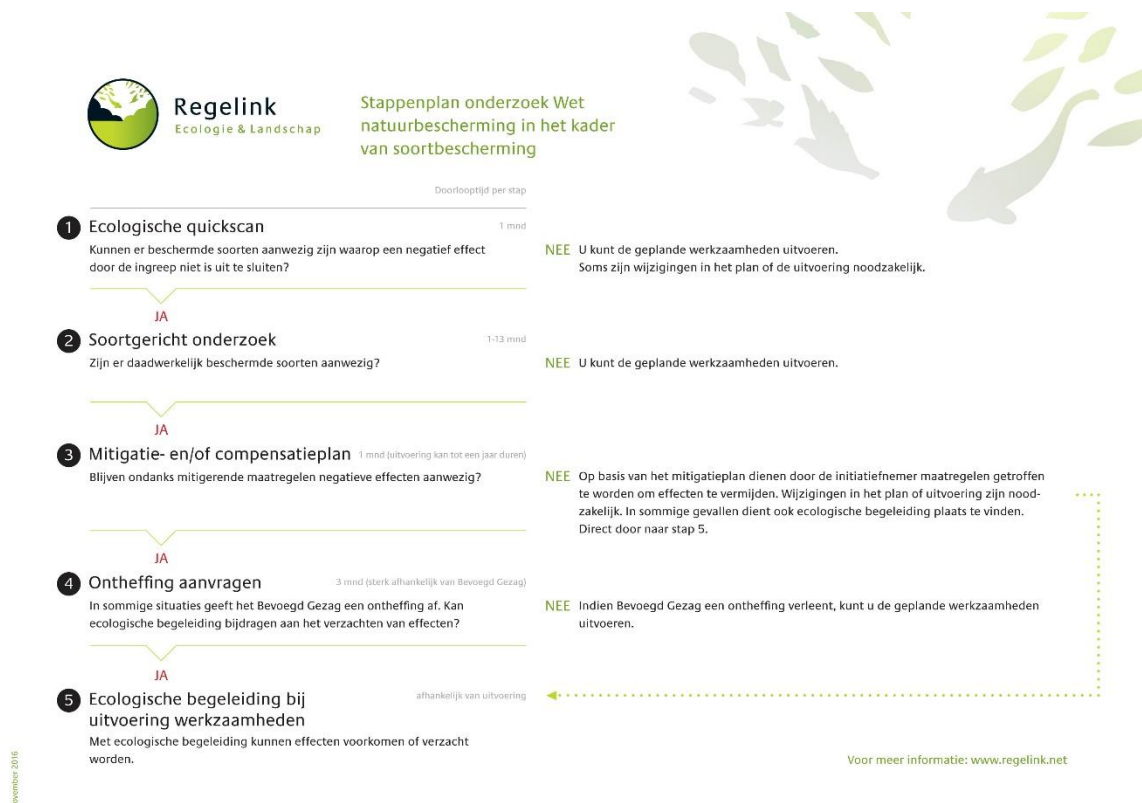 Regelink
Ecologie & Landschap
Stappenplan onderzoek Wet
natuurbescherming in het kader
van soortbescherming
Doorlooptijd per stap
1 Ecologische quickscan 1 mnd
Kunnen er beschermde soorten aanwezig zijn waarop een negatief effect
door de ingreep niet is uit te sluiten?
NEE U kunt de geplande werkzaamheden uitvoeren.
Soms zijn wijzigingen in het plan of de uitvoering noodzakelijk.
JA
2 Soortgericht onderzoek 1-13 mnd
Zijn er daadwerkelijk beschermde soorten aanwezig?
NEE U kunt de geplande werkzaamheden uitvoeren.
JA
3 Mitigatie- en/of compensatieplan 1 mnd (uitvoering kan tot een jaar duren)
Blijven ondanks mitigerende maatregelen negatieve effecten aanwezig?
NEE Op basis van het mitigatieplan dienen door de initiatiefnemer maatregelen getroffen
te worden om effecten te vermijden. Wijzigingen in het plan of uitvoering zijn nood-
zakelijk. In sommige gevallen dient ook ecologische begeleiding plaats te vinden.
Direct door naar stap 5.
JA
4 Ontheffing aanvragen 3 mnd (sterk afhankelijk van Bevoegd Gezag)
In sommige situaties geeft het Bevoegd Gezag een ontheffing af. Kan
ecologische begeleiding bijdragen aan het verzachten van effecten?
NEE Indien Bevoegd Gezag een ontheffing verleent, kunt u de geplande werkzaamheden
uitvoeren.
JA
5 Ecologische begeleiding bij afhankelijk van uitvoering
uitvoering werkzaamheden
Met ecologische begeleiding kunnen effecten voorkomen of verzacht
worden.
Voor meer informatie: www.regelink.net
ovember 2016